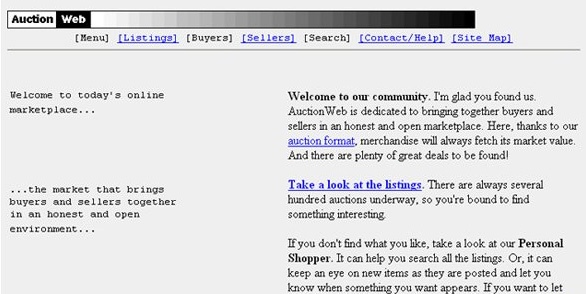 Auction Web
[Menu] [Listings] [Buyers] [Sellers] [Search] [Contact/Help] [Site Map]
Welcome to today's online
marketplace...
...the market that brings
buyers and sellers together
in an honest and open
environment...
Welcome to our community. I'm glad you found us.
AuctionWeb is dedicated to bringing together buyers and
sellers in an honest and open marketplace. Here, thanks to our
auction format, merchandise will always fetch its market value.
And there are plenty of great deals to be found!
Take a look at the listings. There are always several
hundred auctions underway, so you're bound to find
something interesting.
If you don't find what you like, take a look at our Personal
Shopper. It can help you search all the listings. Or, it can
keep an eye on new items as they are posted and let you
know when something you want appears. If you want to let